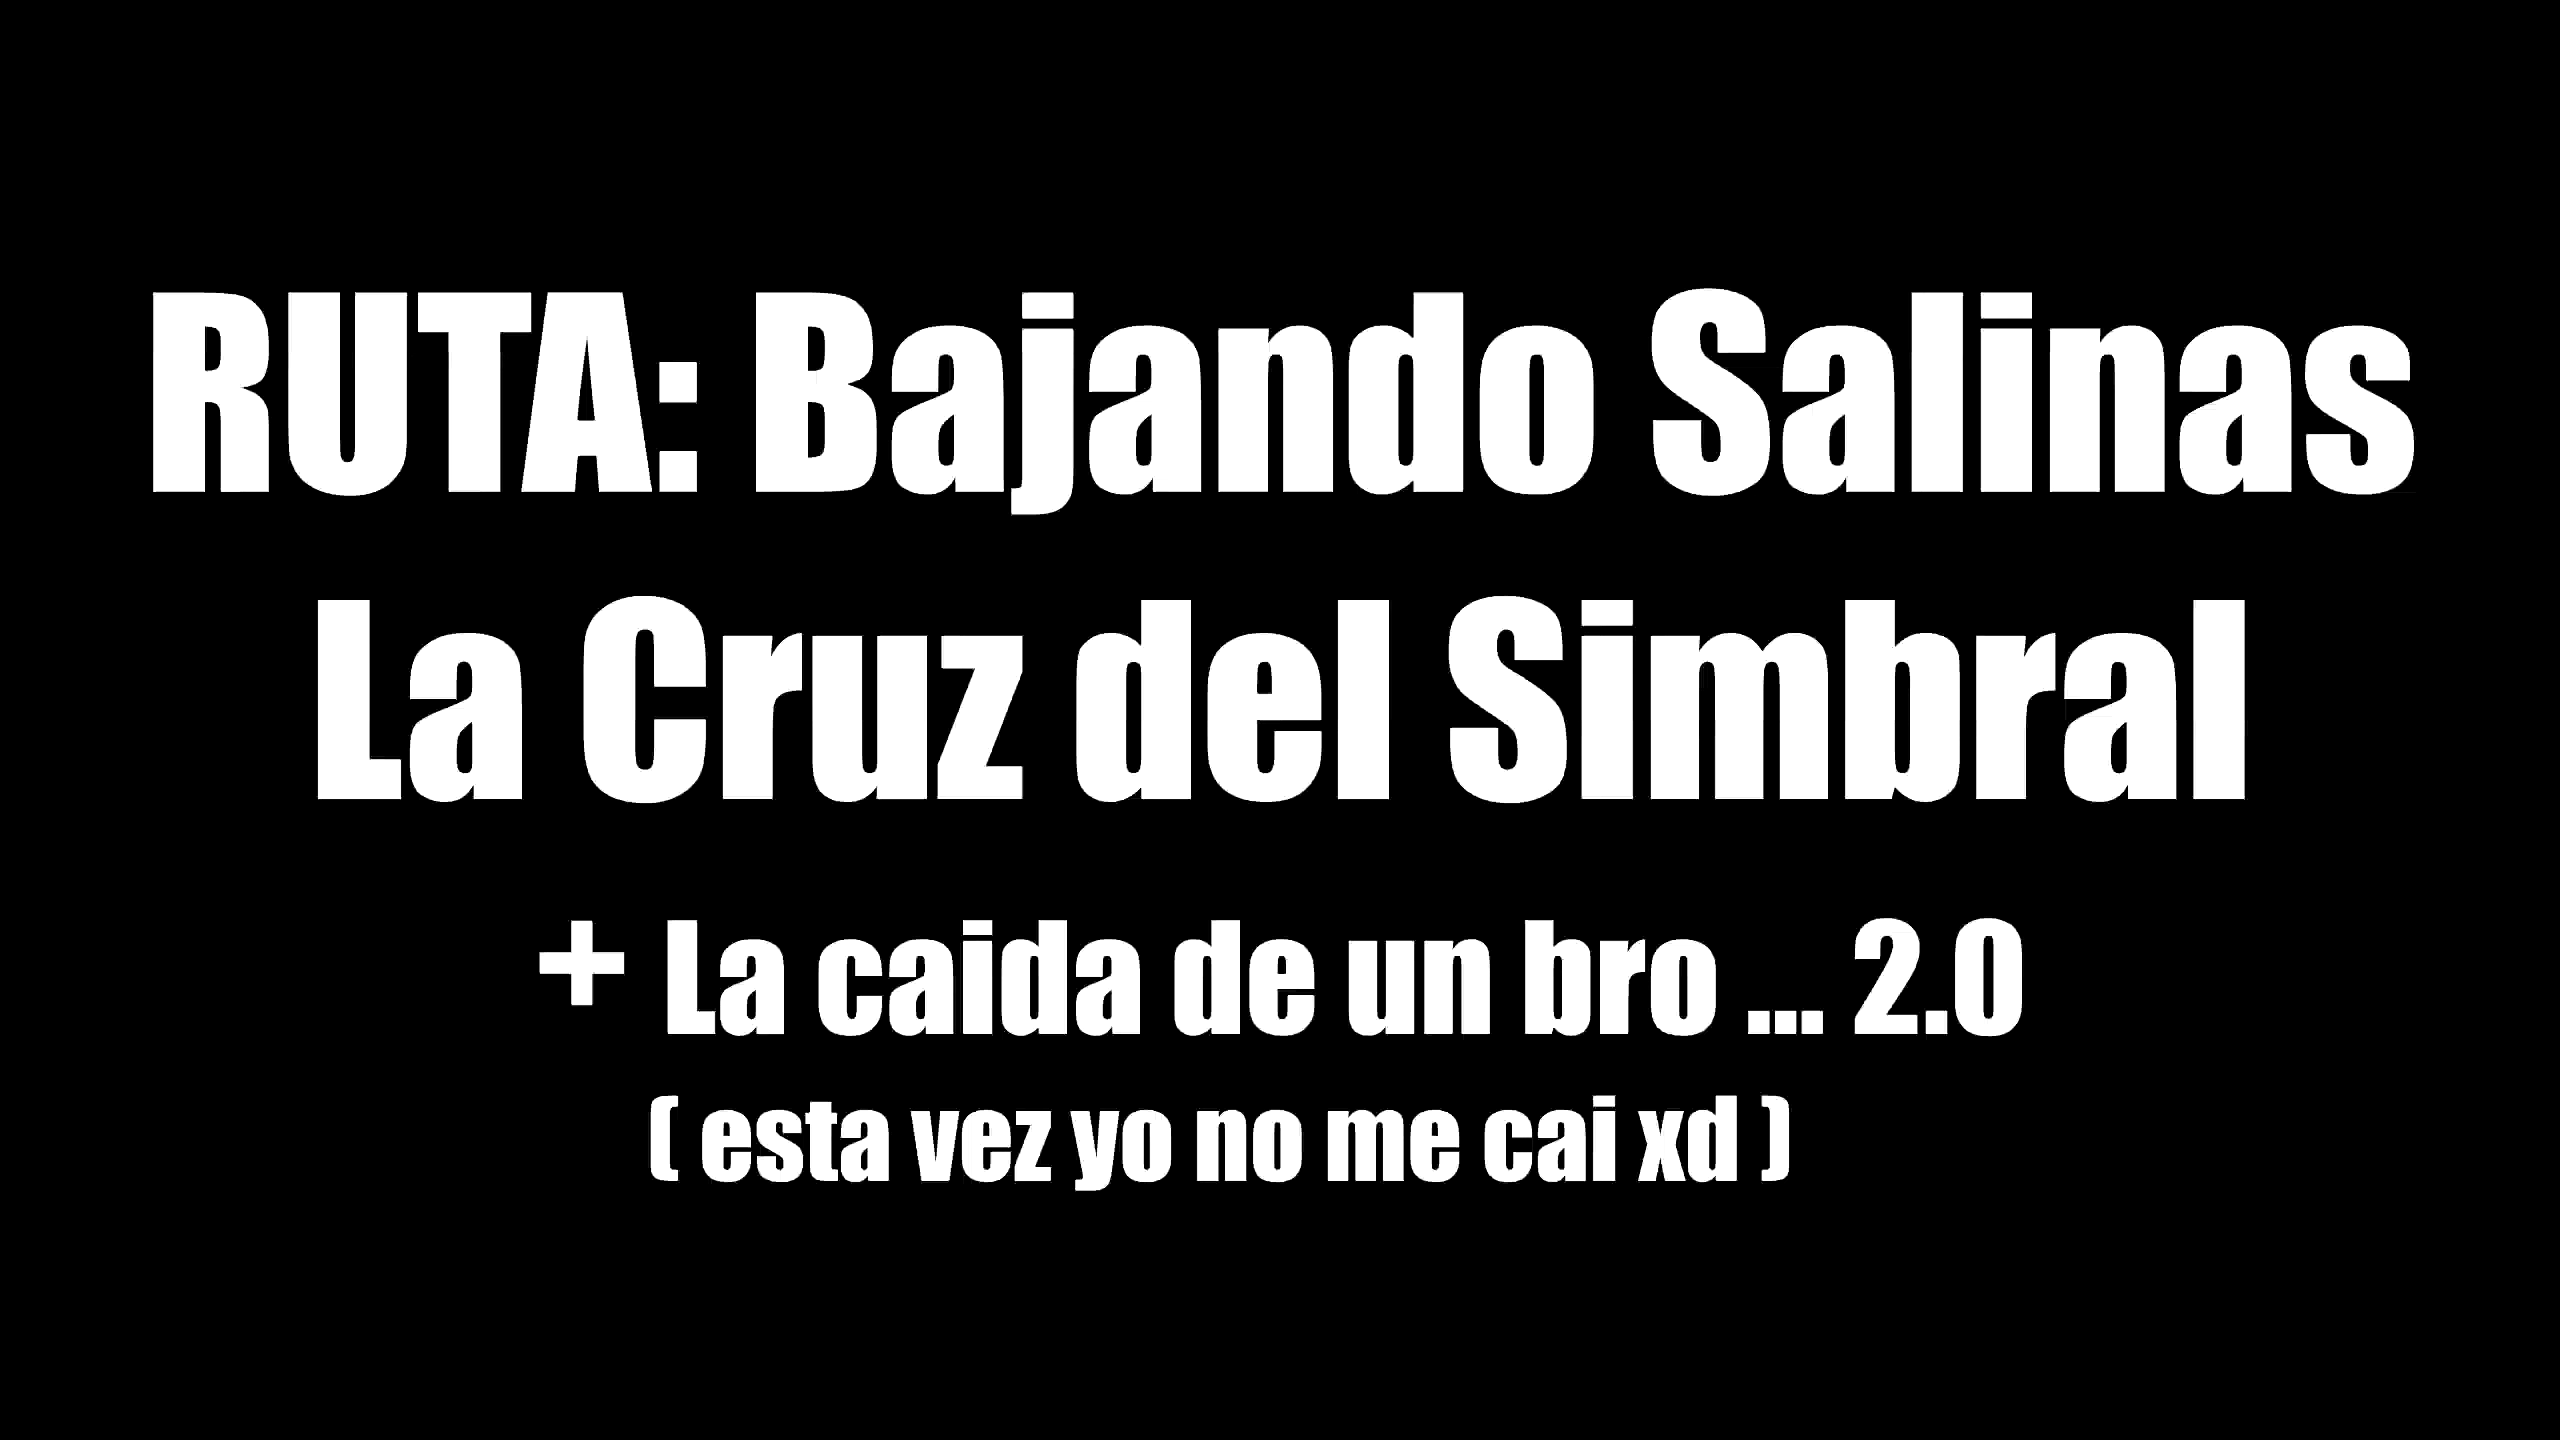 RUTA: Bajando Salinas
La Cruz del Simbral
+ La caida de un bro ... 2.0
( esta vez yo no me cai xd )